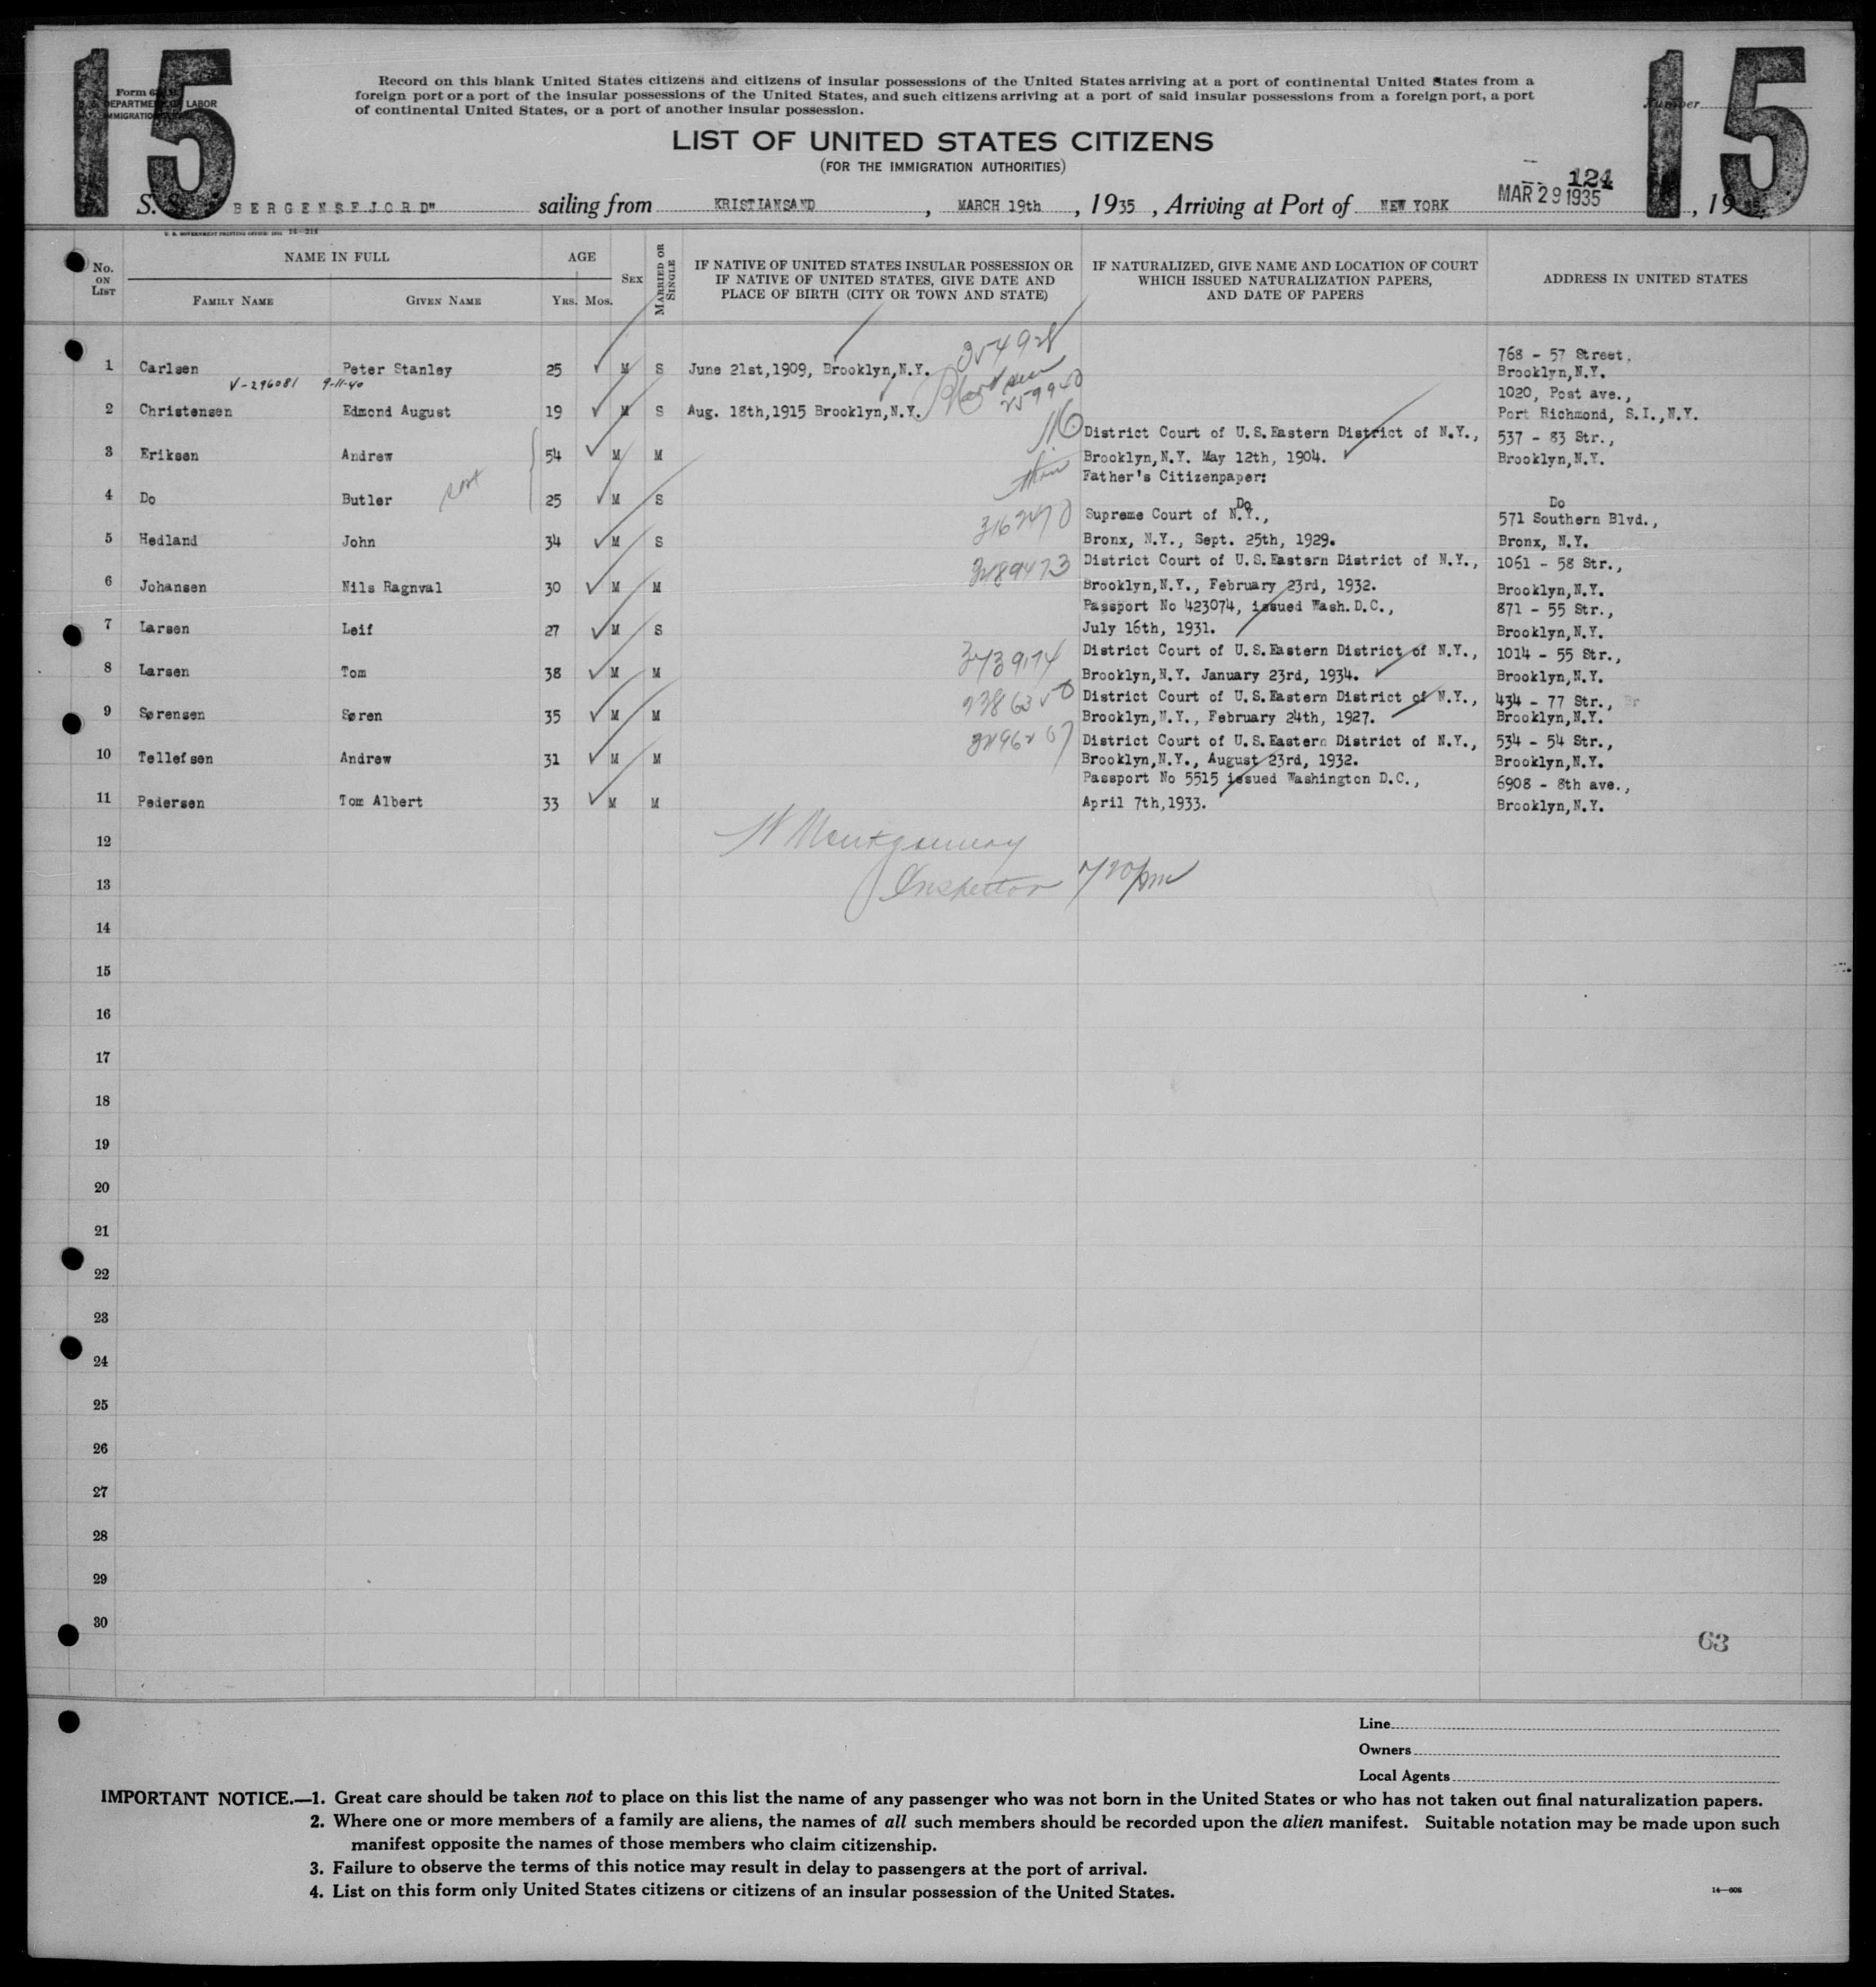 15
15
Form 6
DEPARTMENT OF LABOR
IMMIGRATION
Number
Record on this blank United States citizens and citizens of insular possessions of the United States arriving at a port of continental United States from a
foreign port or a port of the insular possessions of the United States, and such citizens arriving at a port of said insular possessions from a foreign port, a port
of continental United States, or a port of another insular possession.
LIST OF UNITED STATES CITIZENS
(FOR THE IMMIGRATION AUTHORITIES)
124
S. BERGENSFJORD" sailing from KRISTIANSAND, MARCH 19th, 1935, Arriving at Port of NEW YORK MAR 29 1935, 19
No. ON LIST
NAME IN FULL
FAMILY NAME GIVEN NAME
AGE
YRS. MOS.
SEX
MARRIED OR SINGLE
IF NATIVE OF UNITED STATES INSULAR POSSESSION OR
IF NATIVE OF UNITED STATES, GIVE DATE AND
PLACE OF BIRTH (CITY OR TOWN AND STATE)
IF NATURALIZED, GIVE NAME AND LOCATION OF COURT
WHICH ISSUED NATURALIZATION PAPERS,
AND DATE OF PAPERS
ADDRESS IN UNITED STATES
768 - 57 Street,
1 Carlsen Peter Stanley 25 M S June 21st,1909, Brooklyn,N.Y. Brooklyn,N.Y.
V-296081 9-11-40
1020, Post ave.,
2 Christensen Edmond August 19 M S Aug. 18th,1915 Brooklyn,N.Y. Port Richmond, S.I.,N.Y.
116 District Court of U.S.Eastern District of N.Y., 537 - 83 Str.,
3 Eriksen Andrew 54 M M Brooklyn,N.Y. May 12th, 1904. Brooklyn,N.Y.
Father's Citizenpaper:
4 Do Butler 25 M S Do Do
3162470 Supreme Court of N.Y., 571 Southern Blvd.,
5 Hedland John 34 M S Bronx, N.Y., Sept. 25th, 1929. Bronx, N.Y.
District Court of U.S.Eastern District of N.Y., 1061 - 58 Str.,
6 Johansen Nils Ragnval 30 M M Brooklyn,N.Y., February 23rd, 1932. Brooklyn,N.Y.
Passport No 423074, issued Wash.D.C., 871 - 55 Str.,
7 Larsen Leif 27 M S July 16th, 1931. Brooklyn,N.Y.
District Court of U.S.Eastern District of N.Y., 1014 - 55 Str.,
8 Larsen Tom 38 M M Brooklyn,N.Y. January 23rd, 1934. Brooklyn,N.Y.
District Court of U.S.Eastern District of N.Y., 434 - 77 Str.,
9 Sørensen Søren 35 M M Brooklyn,N.Y., February 24th, 1927. Brooklyn,N.Y.
District Court of U.S.Eastern District of N.Y., 534 - 54 Str.,
10 Tellefsen Andrew 31 M M Brooklyn,N.Y., August 23rd, 1932. Brooklyn,N.Y.
Passport No 5515 issued Washington D.C., 6908 - 8th ave.,
11 Pedersen Tom Albert 33 M M April 7th,1933. Brooklyn,N.Y.
12 Montgomery
13 Inspector 720pm
14
15
16
17
18
19
20
21
22
23
24
25
26
27
28
29
30
63
Line
Owners
Local Agents
IMPORTANT NOTICE.—1. Great care should be taken not to place on this list the name of any passenger who was not born in the United States or who has not taken out final naturalization papers.
2. Where one or more members of a family are aliens, the names of all such members should be recorded upon the alien manifest. Suitable notation may be made upon such
manifest opposite the names of those members who claim citizenship.
3. Failure to observe the terms of this notice may result in delay to passengers at the port of arrival.
4. List on this form only United States citizens or citizens of an insular possession of the United States.
14—608